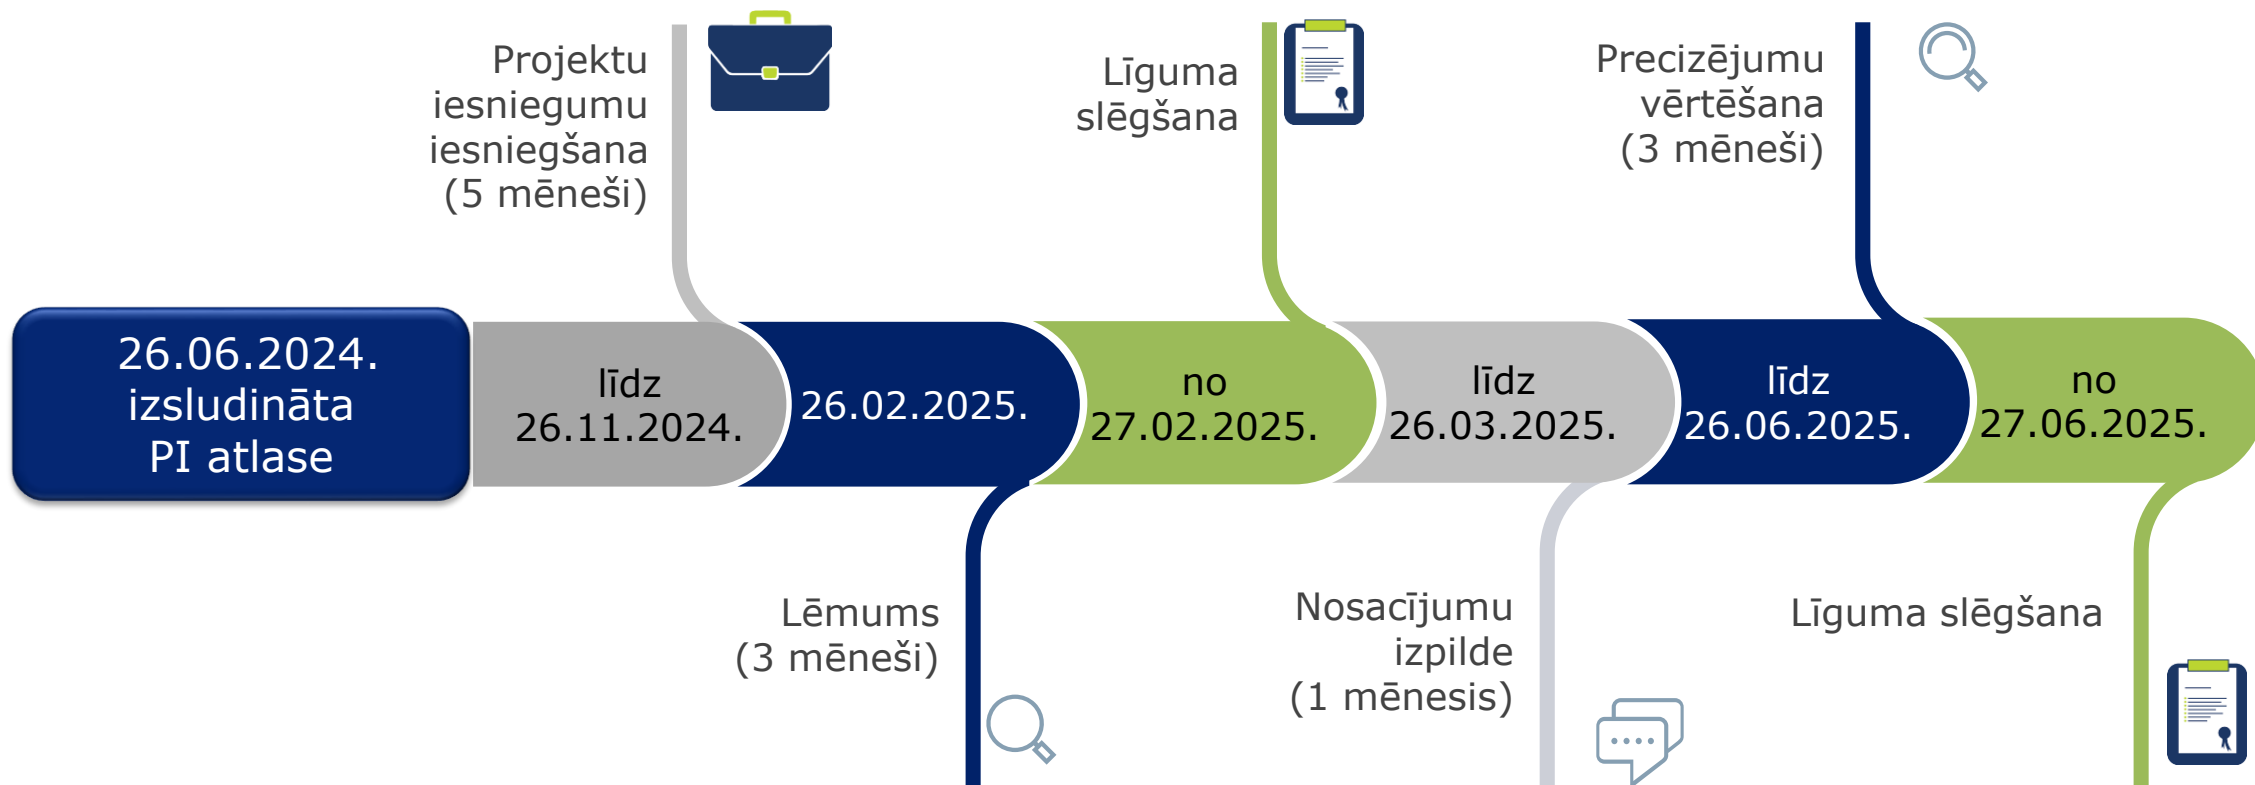 Projektu
iesniegumu
iesniegšana
(5 mēneši)
Līguma
slēgšana
Precizējumu
vērtēšana
(3 mēneši)
26.06.2024.
izsludināta
PI atlase
līdz
26.11.2024.
26.02.2025.
no
27.02.2025.
līdz
26.03.2025.
līdz
26.06.2025.
no
27.06.2025.
Lēmums
(3 mēneši)
Nosacījumu
izpilde
(1 mēnesis)
Līguma slēgšana